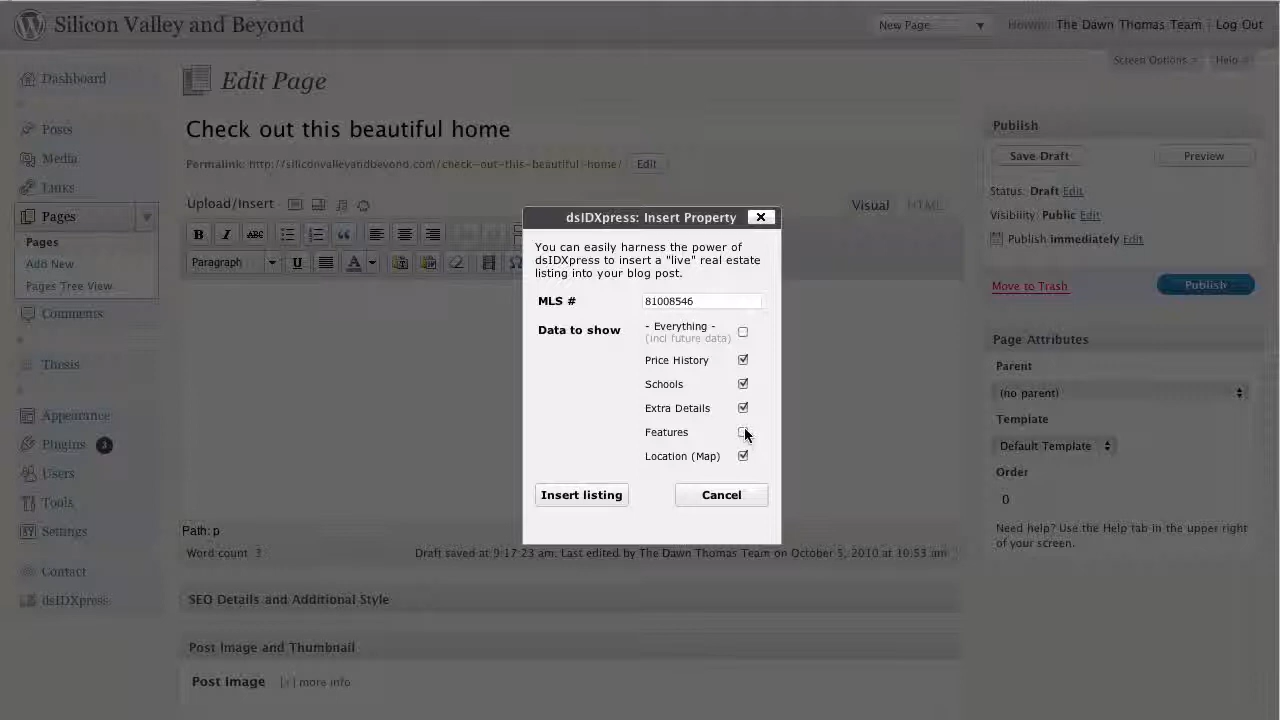 Silicon Valley and Beyond
New Page
Howdy, The Dawn Thomas Team | Log Out
Screen Options
Help
Dashboard
Edit Page
Posts
Media
Links
Pages
Pages
Add New
Pages Tree View
Comments
Thesis
Appearance
Plugins 3
Users
Tools
Settings
Contact
dsIDXpress
Check out this beautiful home
Permalink: http://siliconvalleyandbeyond.com/check-out-this-beautiful-home/ Edit
Upload/Insert
Visual
HTML
B I ABC
Paragraph U A
dsIDXpress: Insert Property X
You can easily harness the power of
dsIDXpress to insert a "live" real estate
listing into your blog post.
MLS # 81008546
Data to show
- Everything -
(incl future data)
Price History
Schools
Extra Details
Features
Location (Map)
Insert listing
Cancel
Path: p
Word count 3
Draft saved at 9:17:23 am. Last edited by The Dawn Thomas Team on October 5, 2010 at 10:53 am
SEO Details and Additional Style
Post Image and Thumbnail
Post Image [+] more info
Publish
Save Draft
Preview
Status: Draft Edit
Visibility: Public Edit
Publish immediately Edit
Move to Trash
Publish
Page Attributes
Parent
(no parent)
Template
Default Template
Order
0
Need help? Use the Help tab in the upper right
of your screen.